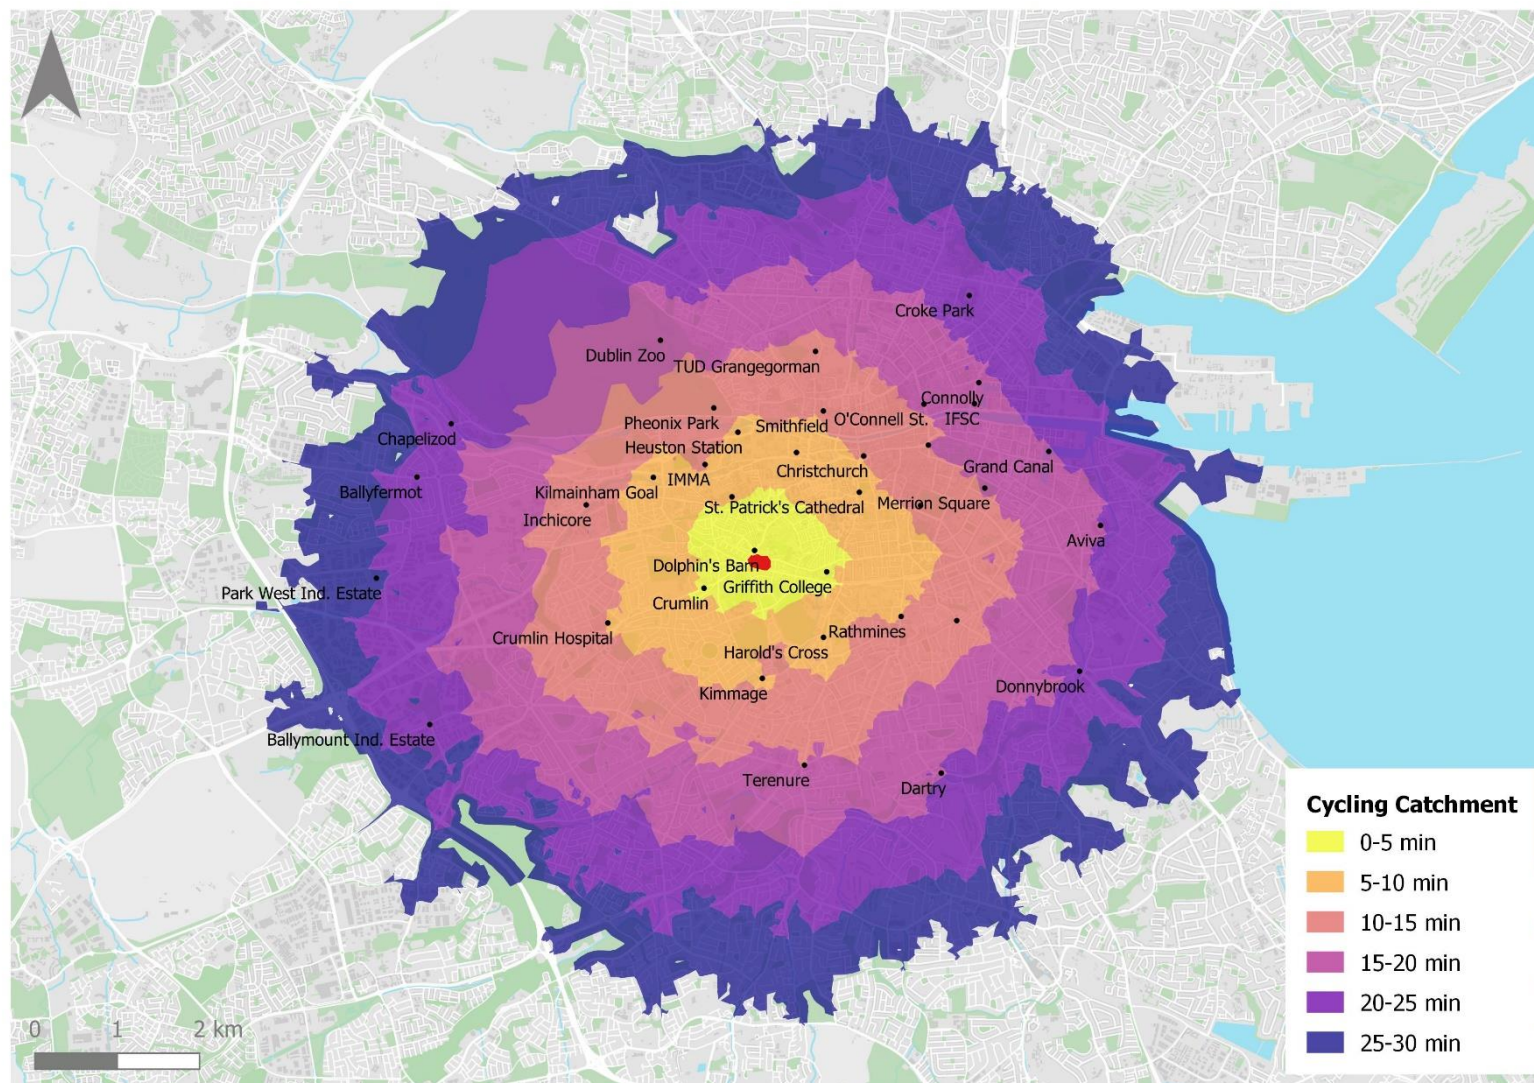 Croke Park
Dublin Zoo
TUD Grangegorman
Connolly
Pheonix Park
Smithfield
O'Connell St.
IFSC
Chapelizod
Heuston Station
Christchurch
Grand Canal
IMMA
Ballyfermot
Kilmainham Goal
St. Patrick's Cathedral
Merrion Square
Inchicore
Aviva
Dolphin's Barn
Griffith College
Park West Ind. Estate
Crumlin
Crumlin Hospital
Rathmines
Harold's Cross
Donnybrook
Kimmage
Ballymount Ind. Estate
Terenure
Dartry
Cycling Catchment
0-5 min
5-10 min
10-15 min
15-20 min
20-25 min
25-30 min
0 1 2 km